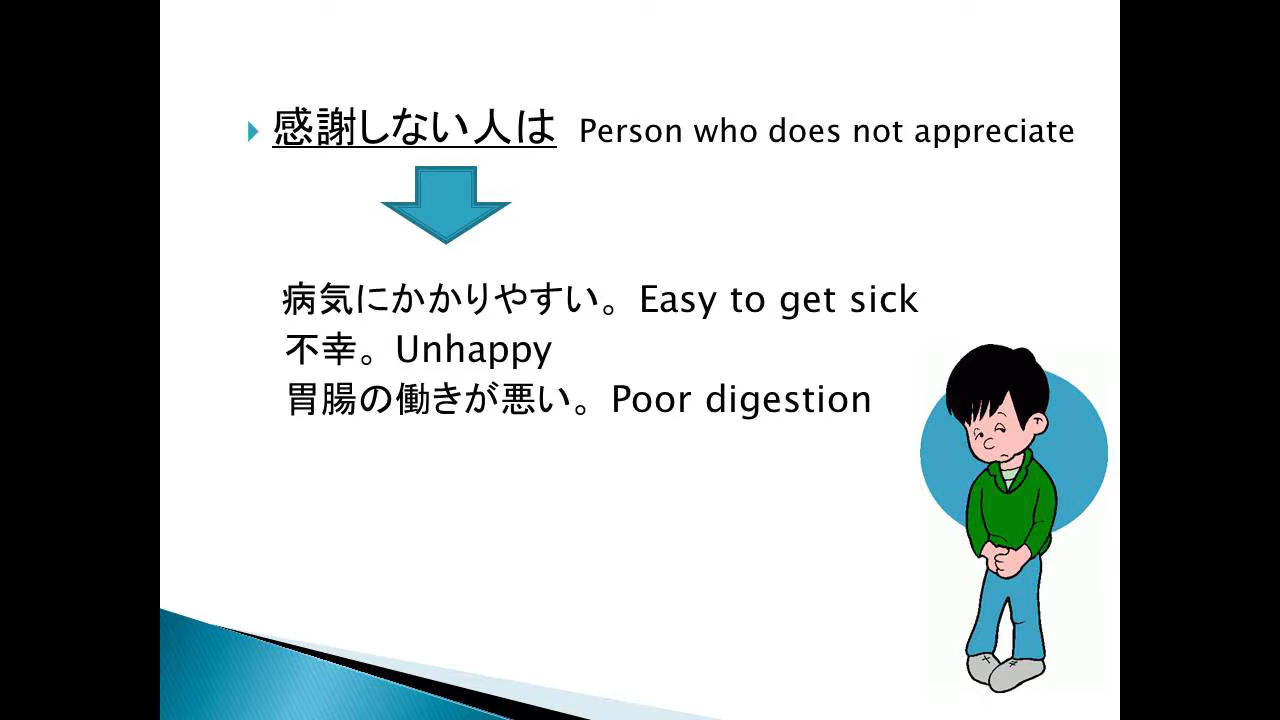 感謝しない人は Person who does not appreciate
病気にかかりやすい。Easy to get sick
不幸。Unhappy
胃腸の働きが悪い。Poor digestion